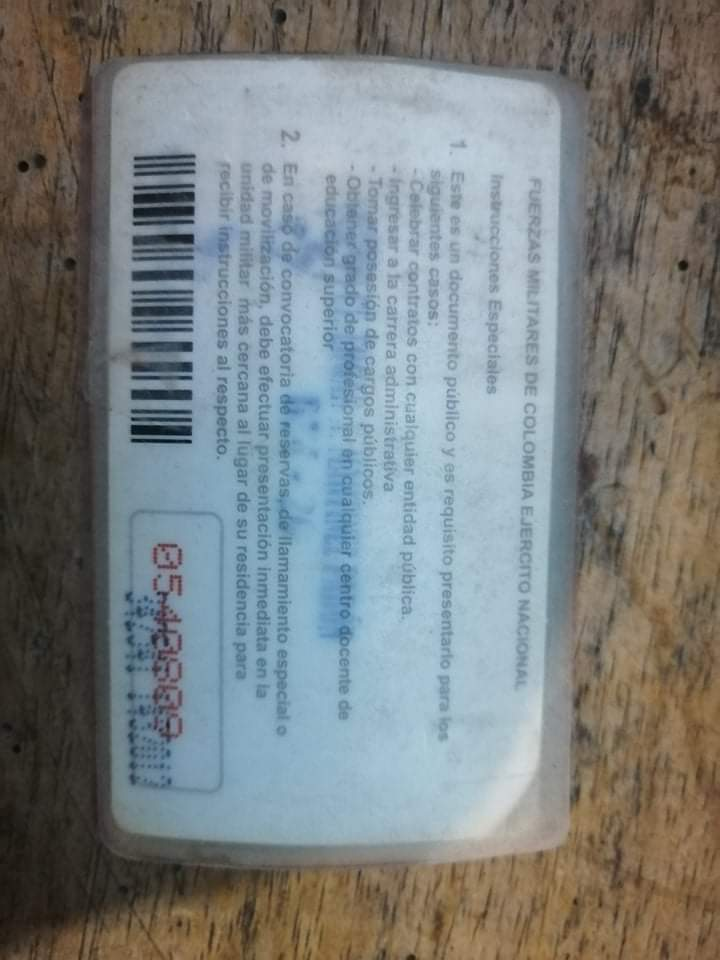 FUERZAS MILITARES DE COLOMBIA EJERCITO NACIONAL
Instrucciones Especiales
1. Este es un documento público y es requisito presentarlo para los
siguientes casos:
- Celebrar contratos con cualquier entidad pública.
- Ingresar a la carrera administrativa
- Tomar posesión de cargos públicos.
- Obtener grado de profesional en cualquier centro docente de
educación superior
2. En caso de convocatoria de reservas, de llamamiento especial o
de movilización, debe efectuar presentación inmediata en la
unidad militar más cercana al lugar de su residencia para
recibir instrucciones al respecto.